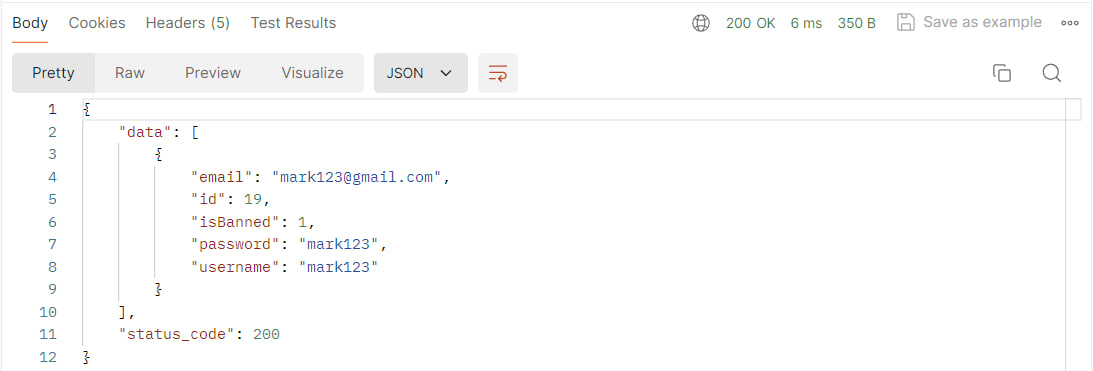 Body Cookies Headers (5) Test Results 200 OK 6 ms 350 B Save as example
Pretty Raw Preview Visualize JSON
1 {
2 "data": [
3 {
4 "email": "mark123@gmail.com",
5 "id": 19,
6 "isBanned": 1,
7 "password": "mark123",
8 "username": "mark123"
9 }
10 ],
11 "status_code": 200
12 }